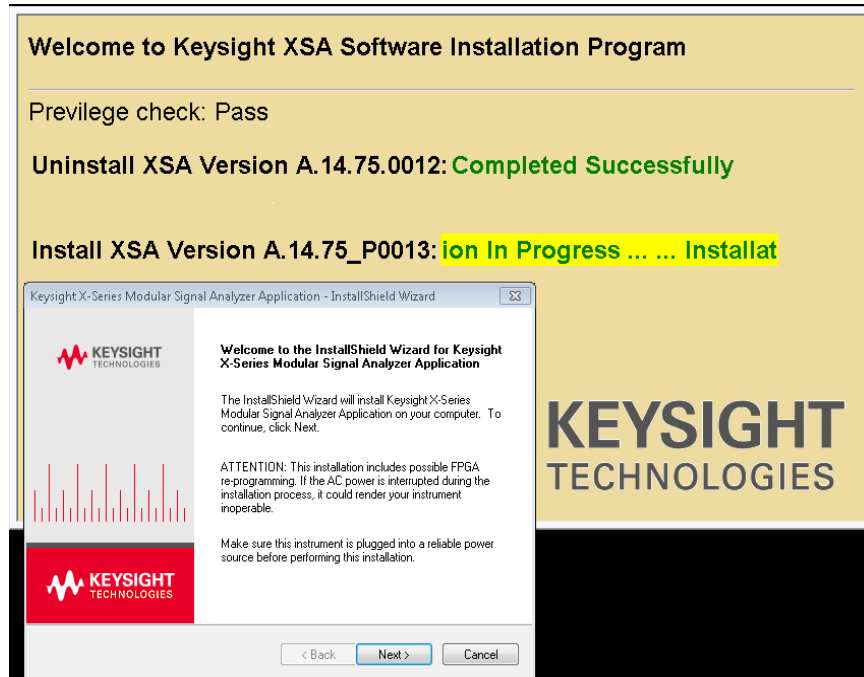 Welcome to Keysight XSA Software Installation Program
Previlege check: Pass
Uninstall XSA Version A.14.75.0012: Completed Successfully
Install XSA Version A.14.75_P0013: ion In Progress ... ... Installat
Keysight X-Series Modular Signal Analyzer Application - InstallShield Wizard
KEYSIGHT
TECHNOLOGIES
Welcome to the InstallShield Wizard for Keysight
X-Series Modular Signal Analyzer Application
The InstallShield Wizard will install Keysight X-Series
Modular Signal Analyzer Application on your computer. To
continue, click Next.
ATTENTION: This installation includes possible FPGA
re-programming. If the AC power is interrupted during the
installation process, it could render your instrument
inoperable.
Make sure this instrument is plugged into a reliable power
source before performing this installation.
KEYSIGHT
TECHNOLOGIES
< Back
Next >
Cancel
KEYSIGHT
TECHNOLOGIES